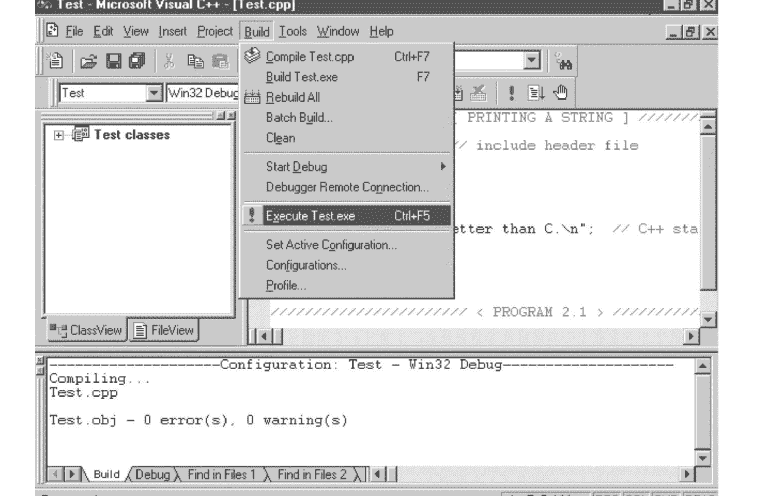 Test - Microsoft Visual C++ - [Test.cpp]
File Edit View Insert Project Build Tools Window Help
Compile Test.cpp Ctrl+F7
Build Test.exe F7
Rebuild All
Batch Build...
Clean
Start Debug
Debugger Remote Connection...
Execute Test.exe Ctrl+F5
Set Active Configuration...
Configurations...
Profile...
Test Win32 Debug
Test classes
[ PRINTING A STRING ] ///////
// include header file
etter than C.\n"; // C++ sta
/////////////////////// < PROGRAM 2.1 > //////////
ClassView FileView
--------------------Configuration: Test - Win32 Debug--------------------
Compiling...
Test.cpp
Test.obj - 0 error(s), 0 warning(s)
Build Debug Find in Files 1 Find in Files 2